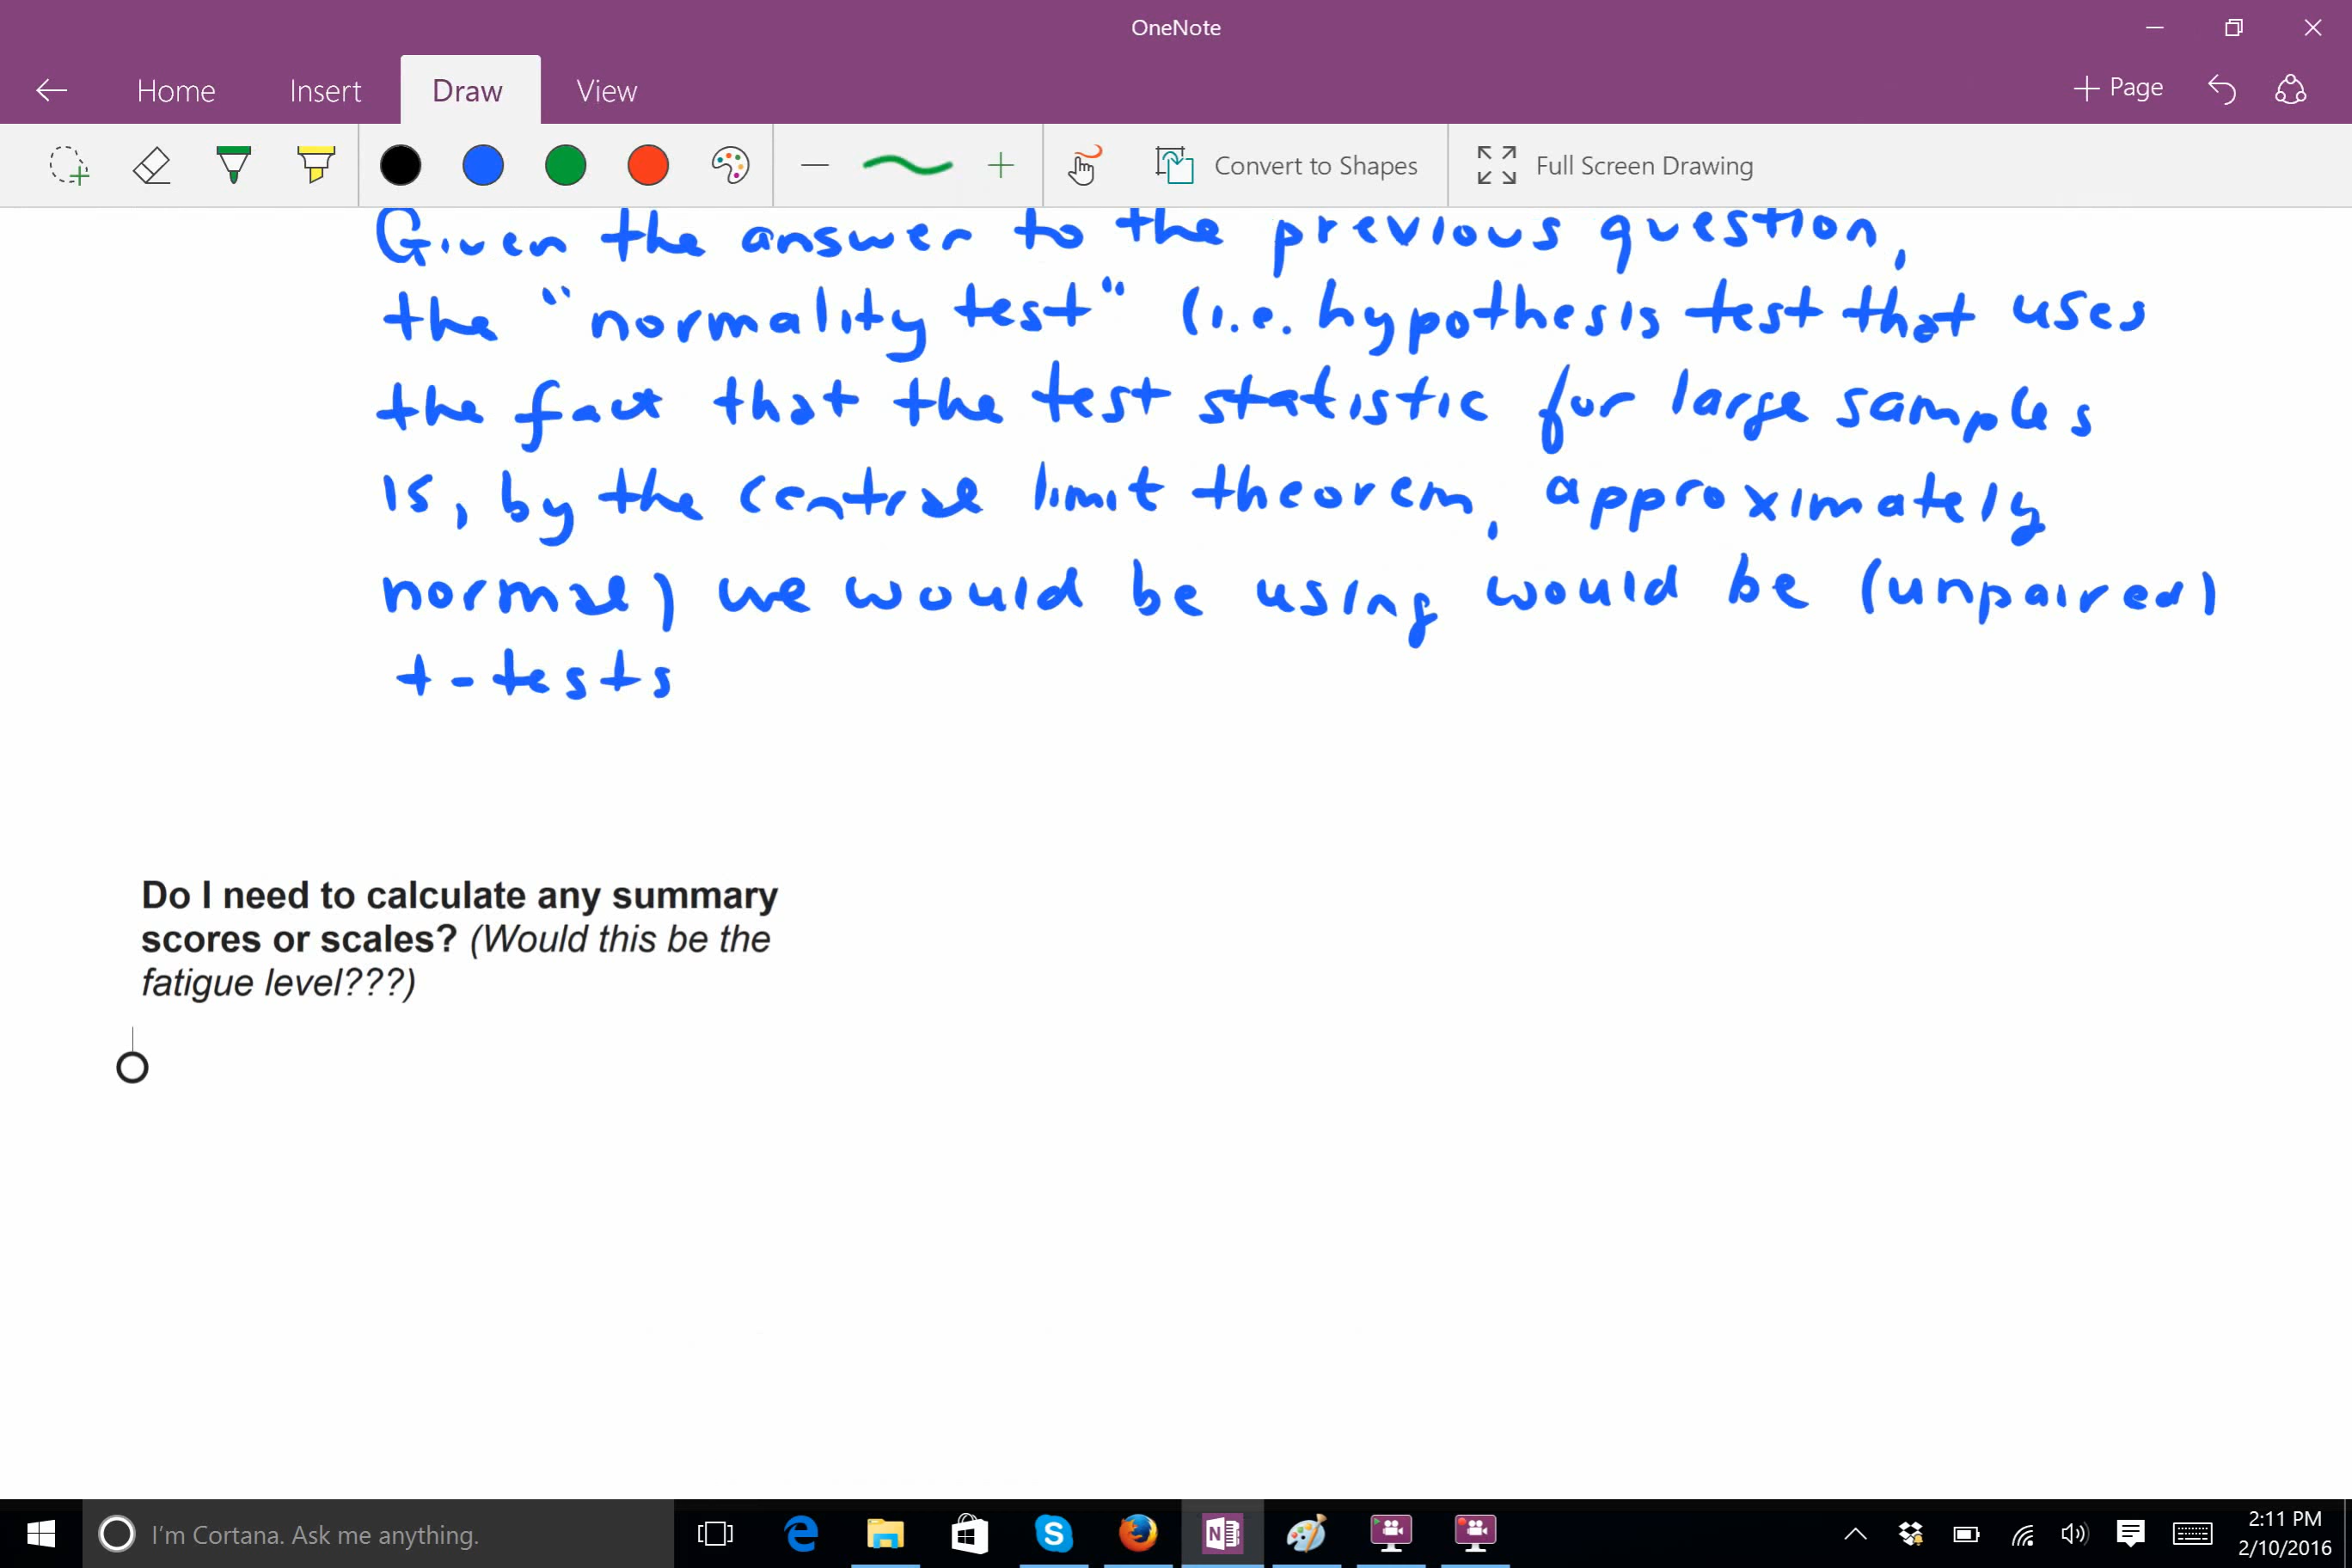 OneNote
Home Insert Draw View + Page
Convert to Shapes Full Screen Drawing
Given the answer to the previous question,
the "normality test" (i.e. hypothesis test that uses
the fact that the test statistic for large samples
is, by the central limit theorem, approximately
normal) we would be using would be (unpaired)
t-tests
Do I need to calculate any summary
scores or scales? (Would this be the
fatigue level???)
I'm Cortana. Ask me anything.
2:11 PM
2/10/2016